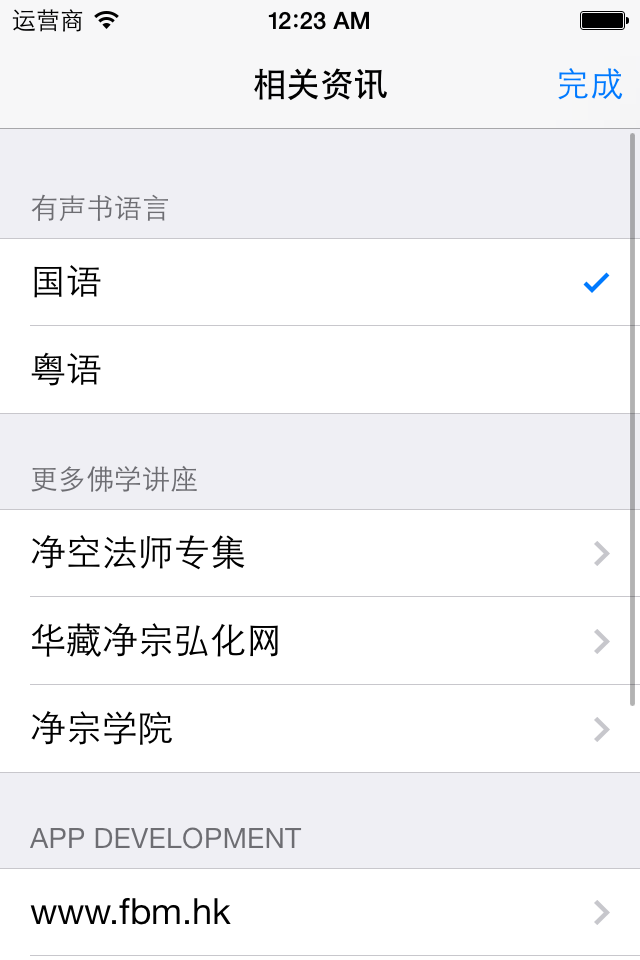 运营商 12:23 AM
相关资讯 完成
有声书语言
国语
粤语
更多佛学讲座
净空法师专集
华藏净宗弘化网
净宗学院
APP DEVELOPMENT
www.fbm.hk